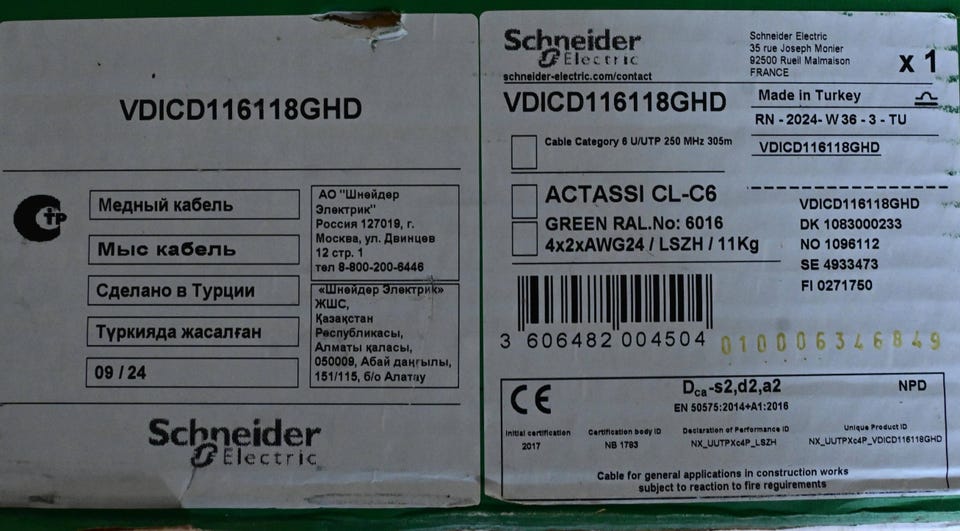 VDICD116118GHD
Медный кабель
Мыс кабель
Сделано в Турции
Түркияда жасалған
09 / 24
АО "Шнейдер
Электрик"
Россия 127019, г.
Москва, ул. Двинцев
12 стр. 1
тел 8-800-200-6446
«Шнейдер Электрик»
ЖШС,
Қазақстан
Республикасы,
Алматы қаласы,
050009, Абай даңғылы,
151/115, б/о Алатау
Schneider
Electric
Schneider
Electric
schneider-electric.com/contact
Schneider Electric
35 rue Joseph Monier
92500 Rueil Malmaison
FRANCE
x 1
VDICD116118GHD
Made in Turkey
RN - 2024- W 36 - 3 - TU
VDICD116118GHD
Cable Category 6 U/UTP 250 MHz 305m
ACTASSI CL-C6
GREEN RAL.No: 6016
4x2xAWG24 / LSZH / 11Kg
VDICD116118GHD
DK 1083000233
NO 1096112
SE 4933473
FI 0271750
3 606482 004504
010006346849
CE
Dca-s2,d2,a2
NPD
EN 50575:2014+A1:2016
Initial certification
2017
Certification body ID
NB 1783
Declaration of Performance ID
NX_UUTPXc4P_LSZH
Unique Product ID
NX_UUTPXc4P_VDICD116118GHD
Cable for general applications in construction works
subject to reaction to fire requirements